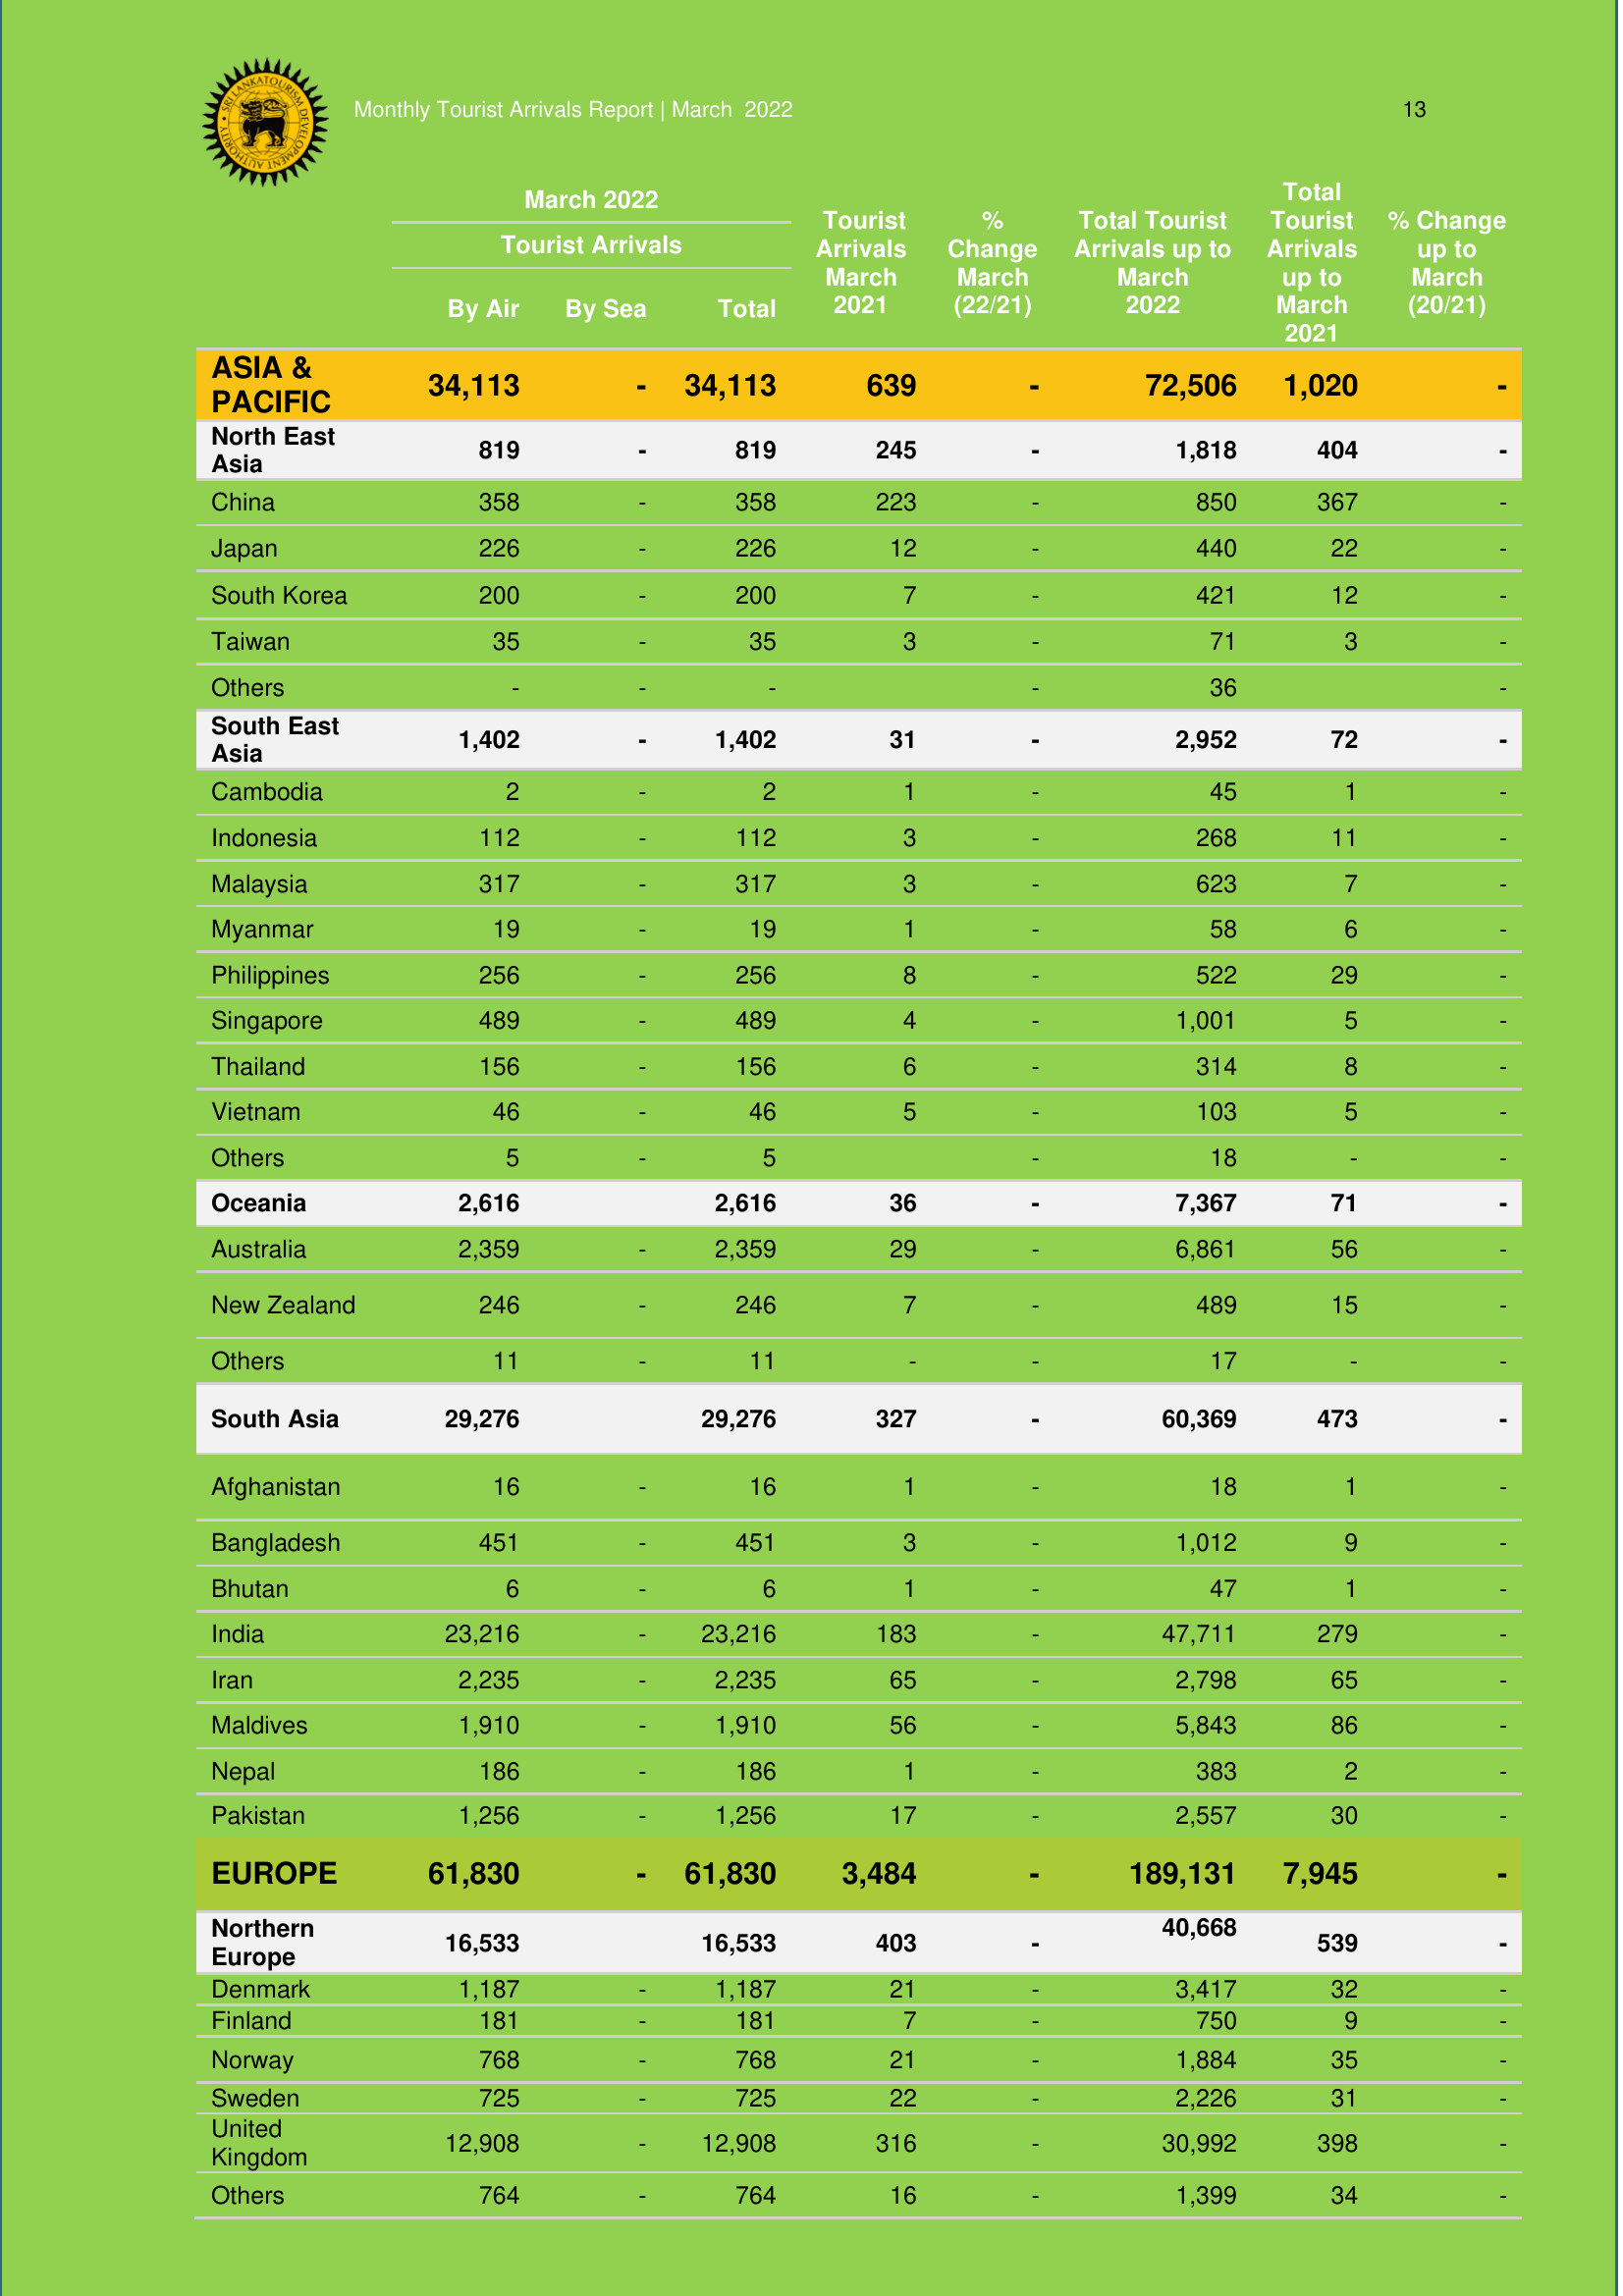 SRI LANKA TOURISM DEVELOPMENT AUTHORITY
Monthly Tourist Arrivals Report | March 2022 13
March 2022
Tourist Arrivals
By Air By Sea Total
Tourist
Arrivals
March
2021
%
Change
March
(22/21)
Total Tourist
Arrivals up to
March
2022
Total
Tourist
Arrivals
up to
March
2021
% Change
up to
March
(20/21)
ASIA &
PACIFIC 34,113 - 34,113 639 - 72,506 1,020 -
North East
Asia 819 - 819 245 - 1,818 404 -
China 358 - 358 223 - 850 367 -
Japan 226 - 226 12 - 440 22 -
South Korea 200 - 200 7 - 421 12 -
Taiwan 35 - 35 3 - 71 3 -
Others - - - - 36 -
South East
Asia 1,402 - 1,402 31 - 2,952 72 -
Cambodia 2 - 2 1 - 45 1 -
Indonesia 112 - 112 3 - 268 11 -
Malaysia 317 - 317 3 - 623 7 -
Myanmar 19 - 19 1 - 58 6 -
Philippines 256 - 256 8 - 522 29 -
Singapore 489 - 489 4 - 1,001 5 -
Thailand 156 - 156 6 - 314 8 -
Vietnam 46 - 46 5 - 103 5 -
Others 5 - 5 - 18 - -
Oceania 2,616 2,616 36 - 7,367 71 -
Australia 2,359 - 2,359 29 - 6,861 56 -
New Zealand 246 - 246 7 - 489 15 -
Others 11 - 11 - - 17 - -
South Asia 29,276 29,276 327 - 60,369 473 -
Afghanistan 16 - 16 1 - 18 1 -
Bangladesh 451 - 451 3 - 1,012 9 -
Bhutan 6 - 6 1 - 47 1 -
India 23,216 - 23,216 183 - 47,711 279 -
Iran 2,235 - 2,235 65 - 2,798 65 -
Maldives 1,910 - 1,910 56 - 5,843 86 -
Nepal 186 - 186 1 - 383 2 -
Pakistan 1,256 - 1,256 17 - 2,557 30 -
EUROPE 61,830 - 61,830 3,484 - 189,131 7,945 -
Northern
Europe 16,533 16,533 403 - 40,668 539 -
Denmark 1,187 - 1,187 21 - 3,417 32 -
Finland 181 - 181 7 - 750 9 -
Norway 768 - 768 21 - 1,884 35 -
Sweden 725 - 725 22 - 2,226 31 -
United
Kingdom 12,908 - 12,908 316 - 30,992 398 -
Others 764 - 764 16 - 1,399 34 -